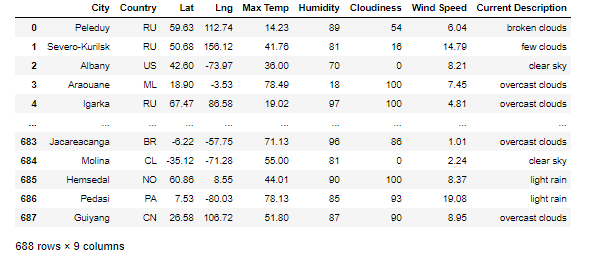 City Country Lat Lng Max Temp Humidity Cloudiness Wind Speed Current Description
0 Peleduy RU 59.63 112.74 14.23 89 54 6.04 broken clouds
1 Severo-Kurilsk RU 50.68 156.12 41.76 81 16 14.79 few clouds
2 Albany US 42.60 -73.97 36.00 70 0 8.21 clear sky
3 Araouane ML 18.90 -3.53 78.49 18 100 7.45 overcast clouds
4 Igarka RU 67.47 86.58 19.02 97 100 4.81 overcast clouds
... ... ... ... ... ... ... ... ... ...
683 Jacareacanga BR -6.22 -57.75 71.13 96 86 1.01 overcast clouds
684 Molina CL -35.12 -71.28 55.00 81 0 2.24 clear sky
685 Hemsedal NO 60.86 8.55 44.01 90 100 8.37 light rain
686 Pedasi PA 7.53 -80.03 78.13 85 93 19.08 light rain
687 Guiyang CN 26.58 106.72 51.80 87 90 8.95 overcast clouds
688 rows × 9 columns